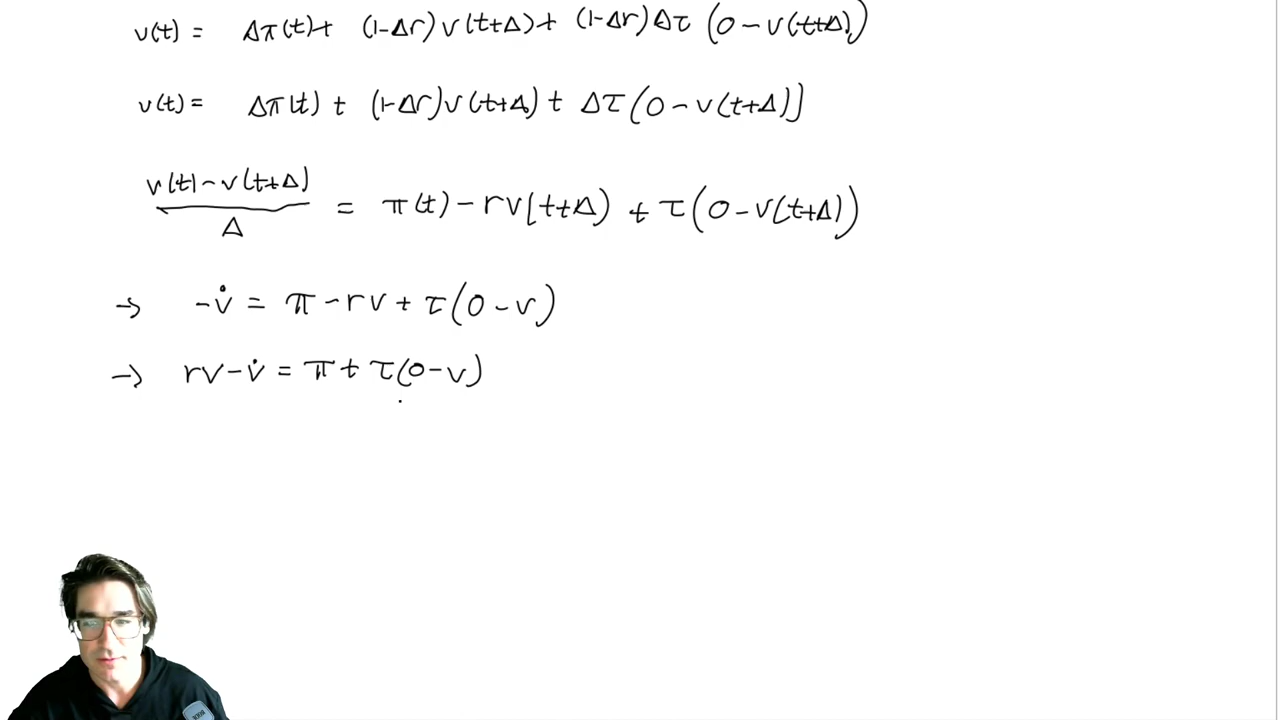 v(t) = Δπ(t)+ (1-Δr) v(t+Δ)+ (1-Δr) Δτ (0-v(t+Δ))
v(t) = Δπ(t) + (1-Δr)v(t+Δ) + Δτ(0-v(t+Δ))
v(t)-v(t+Δ)
Δ
= π(t) - rv(t+Δ) + τ(0-v(t+Δ))
→ -v̇ = π - rv + τ(0-v)
→ rv - v̇ = π + τ(0-v)